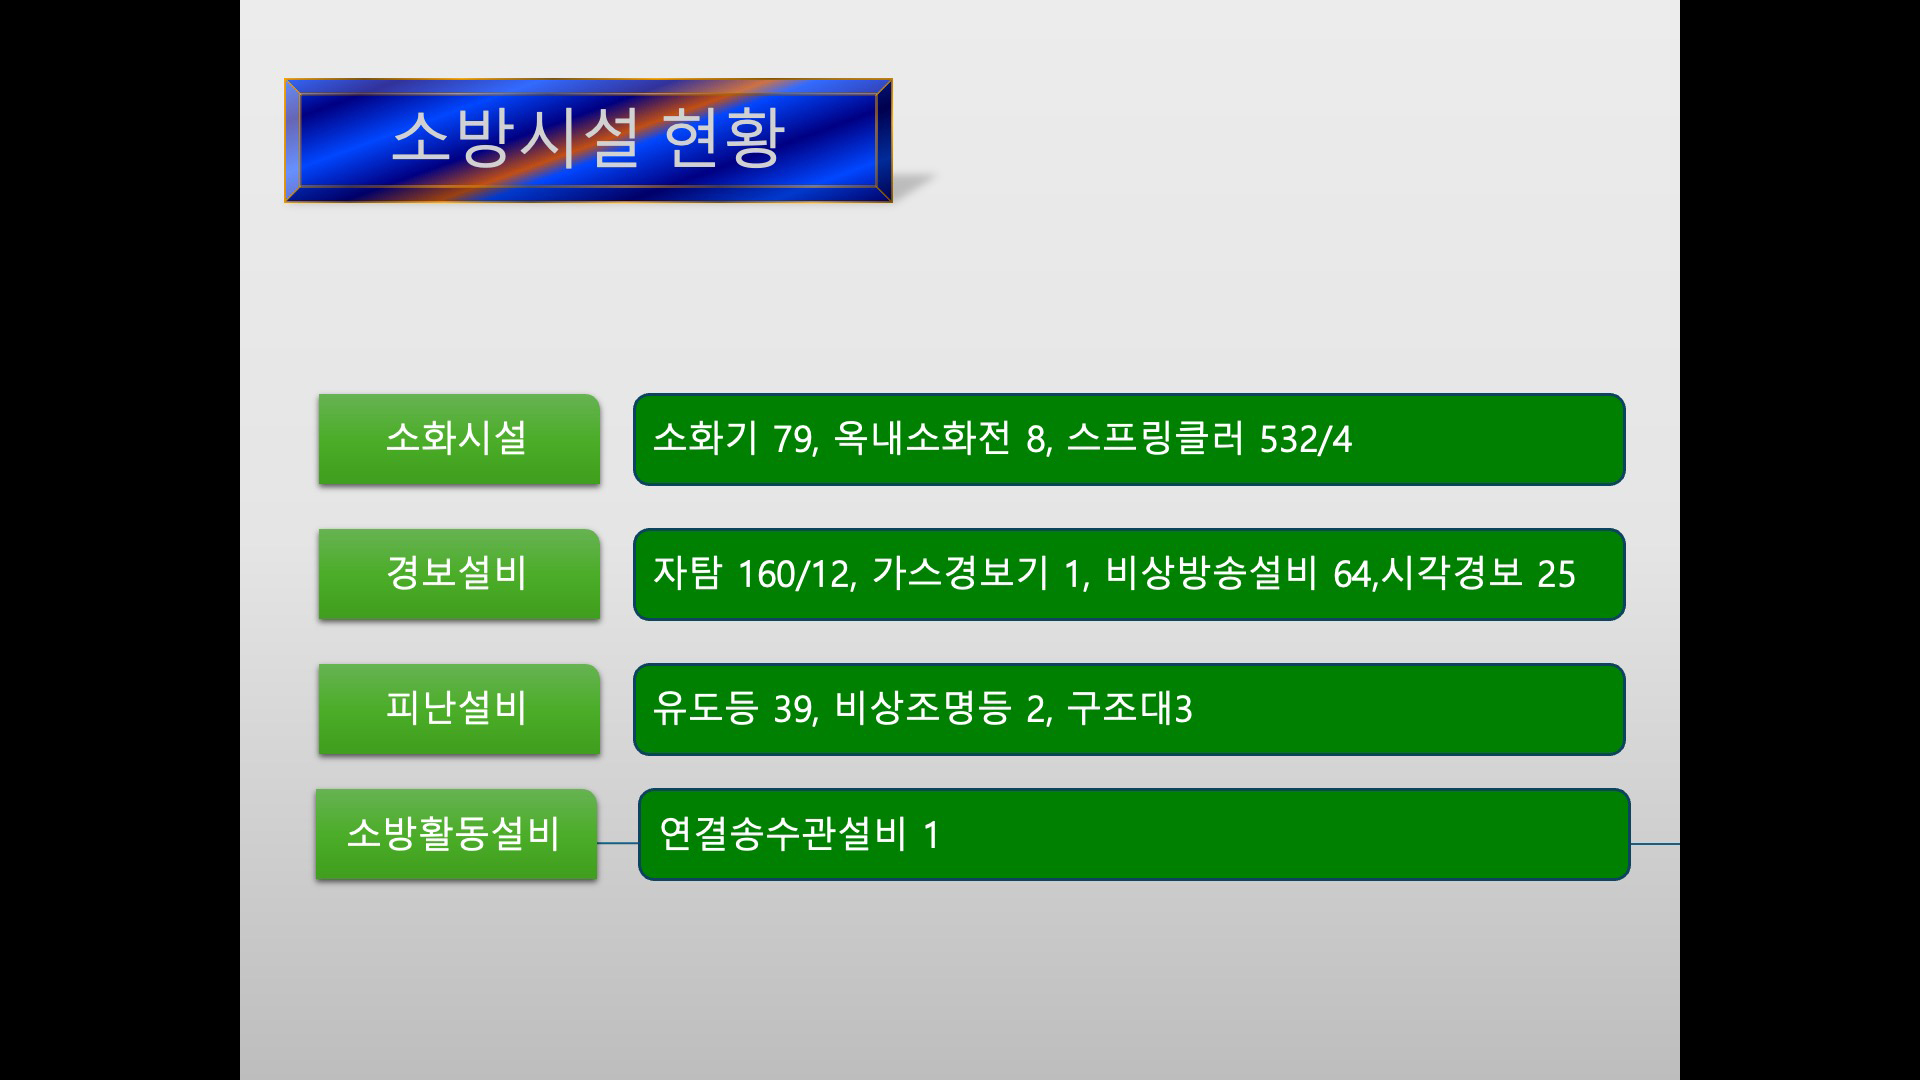 소방시설 현황
소화시설
소화기 79, 옥내소화전 8, 스프링클러 532/4
경보설비
자탐 160/12, 가스경보기 1, 비상방송설비 64,시각경보 25
피난설비
유도등 39, 비상조명등 2, 구조대3
소방활동설비
연결송수관설비 1